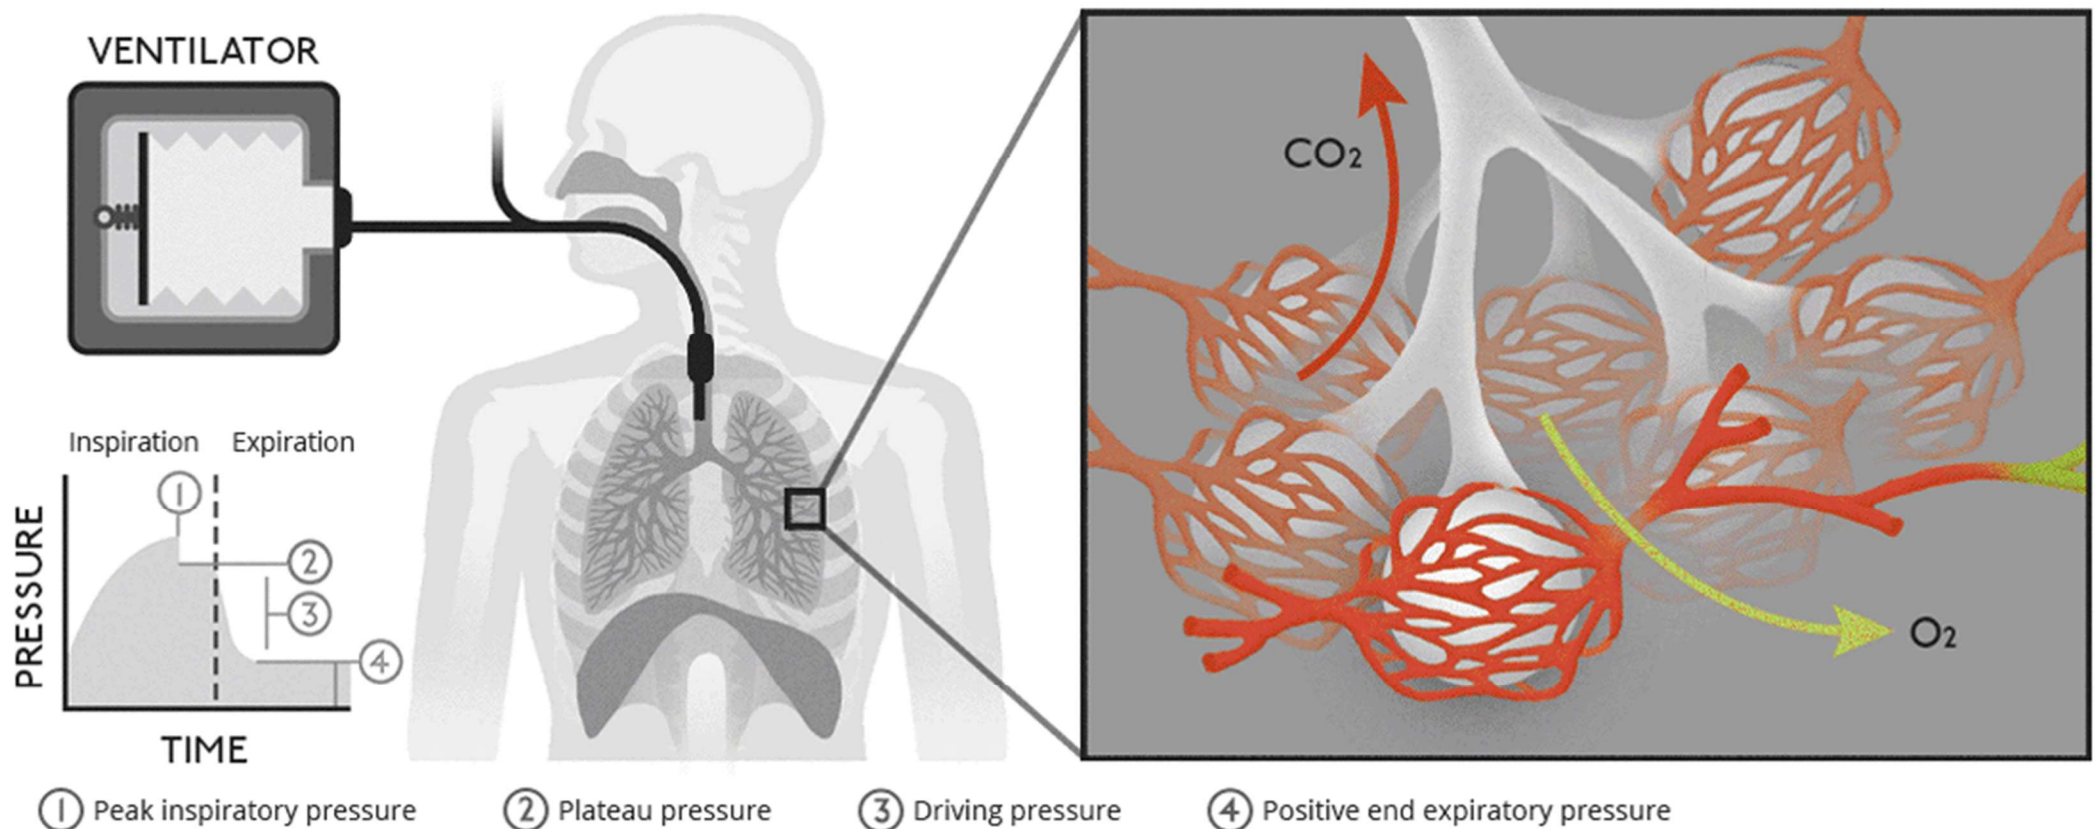 VENTILATOR
CO₂
Inspiration
Expiration
1
2
3
4
PRESSURE
TIME
O₂
1 Peak inspiratory pressure
2 Plateau pressure
3 Driving pressure
4 Positive end expiratory pressure